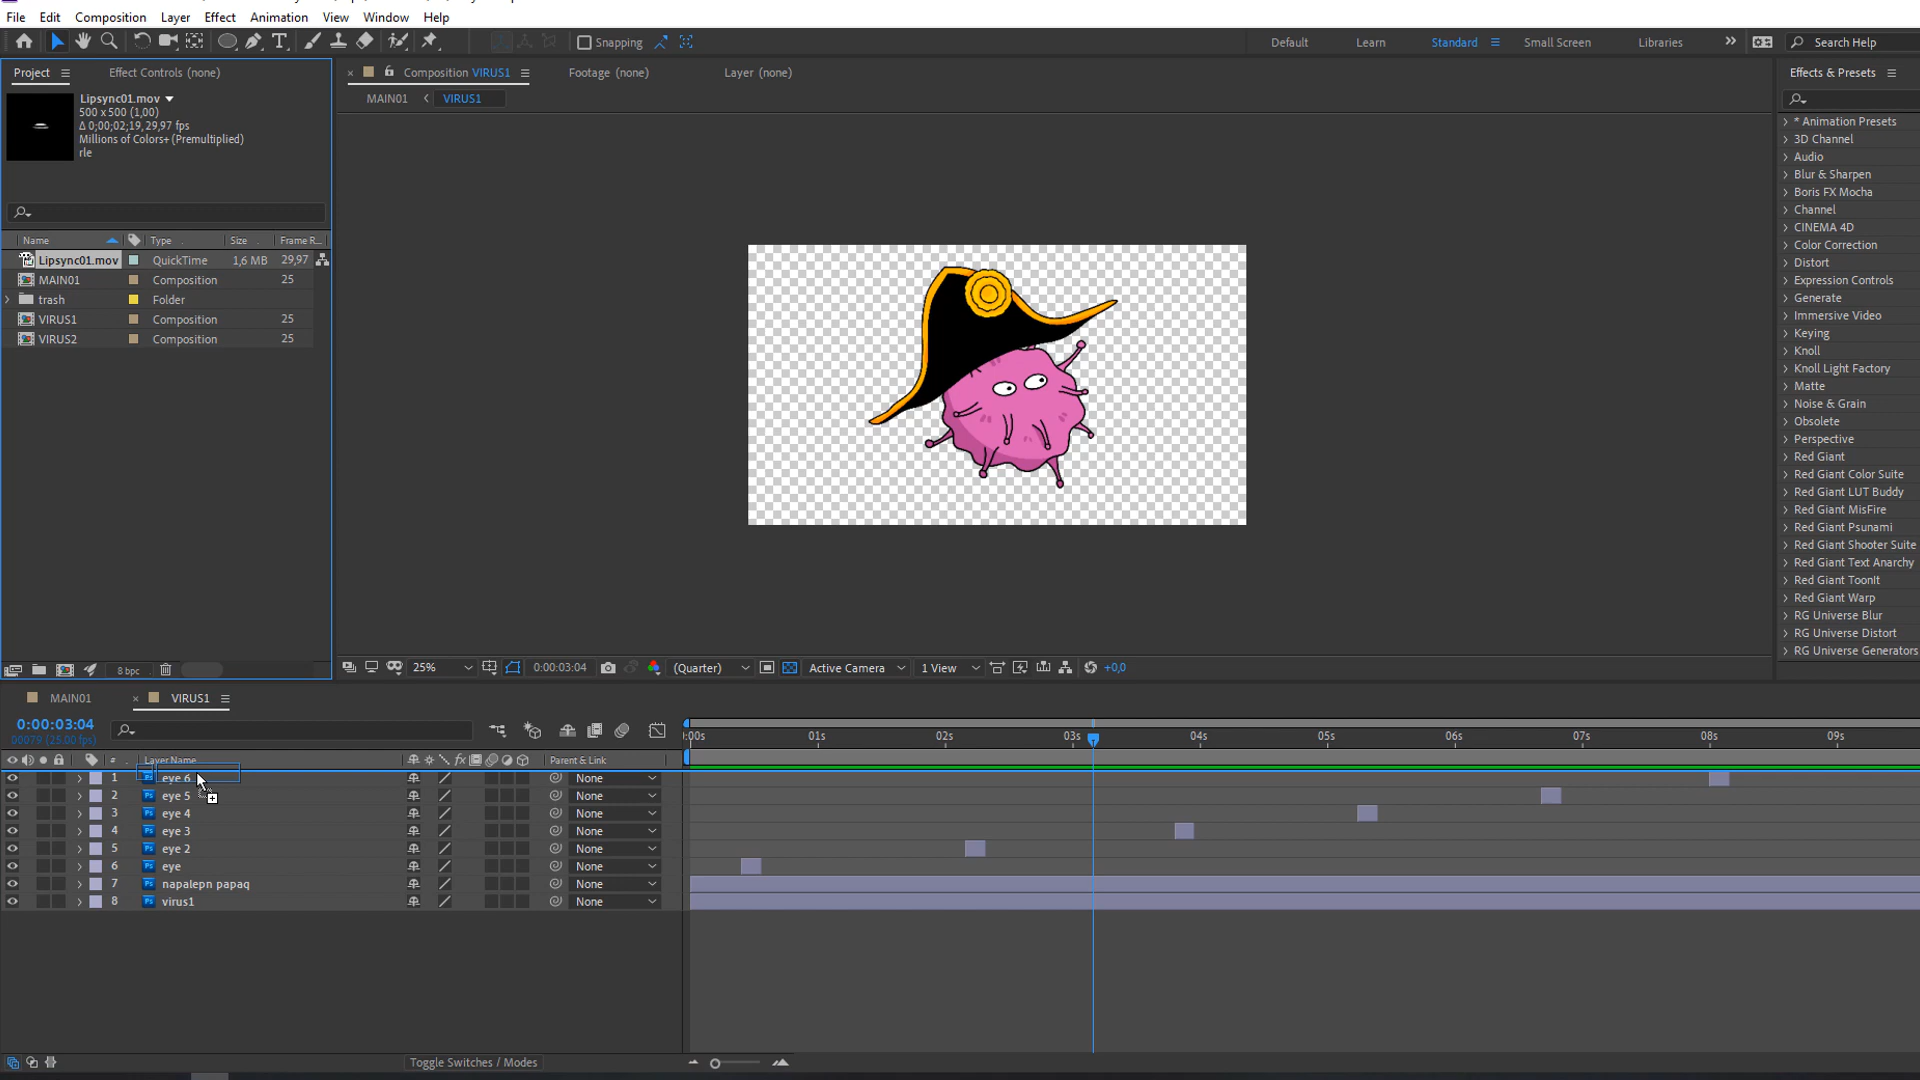 File Edit Composition Layer Effect Animation View Window Help
Snapping Default Learn Standard Small Screen Libraries Search Help
Project Effect Controls (none) Composition VIRUS1 Footage (none) Layer (none) Effects & Presets
MAIN01 VIRUS1
Lipsync01.mov
500 x 500 (1,00)
Δ 0;00;02;19, 29,97 fps
Millions of Colors+ (Premultiplied)
rle
Name Type Size Frame R...
Lipsync01.mov QuickTime 1,6 MB 29,97
MAIN01 Composition 25
trash Folder
VIRUS1 Composition 25
VIRUS2 Composition 25
* Animation Presets
3D Channel
Audio
Blur & Sharpen
Boris FX Mocha
Channel
CINEMA 4D
Color Correction
Distort
Expression Controls
Generate
Immersive Video
Keying
Knoll
Knoll Light Factory
Matte
Noise & Grain
Obsolete
Perspective
Red Giant
Red Giant Color Suite
Red Giant LUT Buddy
Red Giant MisFire
Red Giant Psunami
Red Giant Shooter Suite
Red Giant Text Anarchy
Red Giant ToonIt
Red Giant Warp
RG Universe Blur
RG Universe Distort
RG Universe Generators
8 bpc 25% 0:00:03:04 (Quarter) Active Camera 1 View +0,0
MAIN01 VIRUS1
0:00:03:04
00079 (25.00 fps)
:00s 01s 02s 03s 04s 05s 06s 07s 08s 09s
# Layer Name fx Parent & Link
1 Ps eye 6 None
2 Ps eye 5 None
3 Ps eye 4 None
4 Ps eye 3 None
5 Ps eye 2 None
6 Ps eye None
7 Ps napalepn papaq None
8 Ps virus1 None
Toggle Switches / Modes